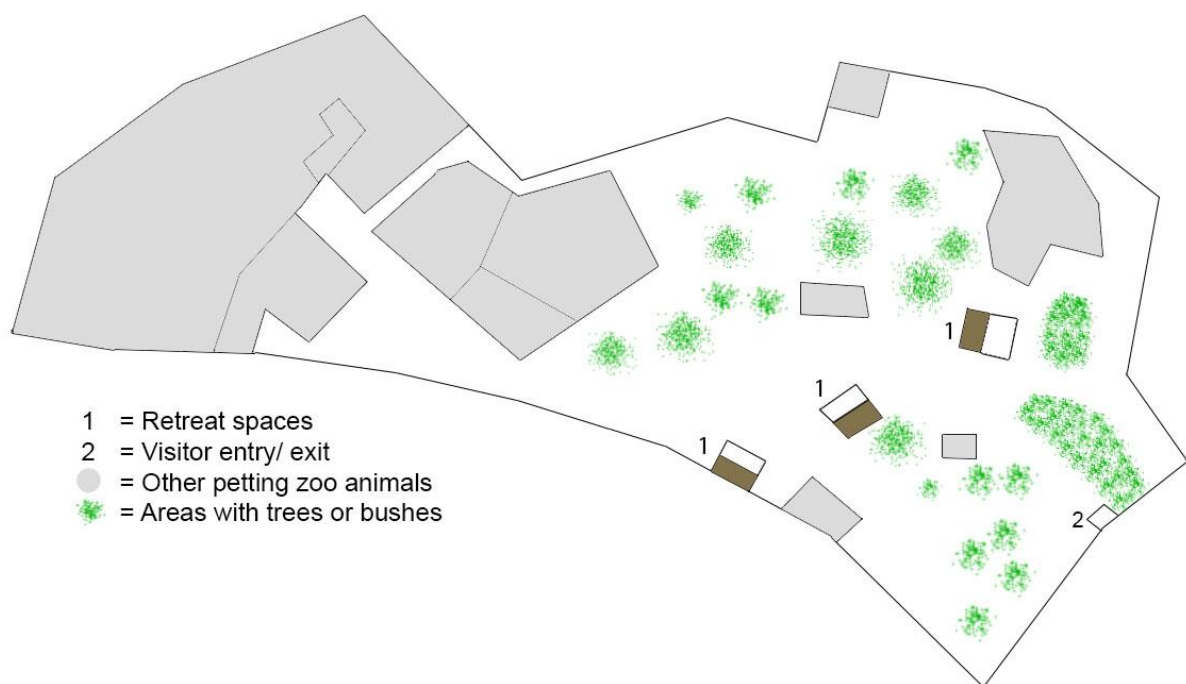 1
1
1
1 = Retreat spaces
2 = Visitor entry/ exit
= Other petting zoo animals
= Areas with trees or bushes
2